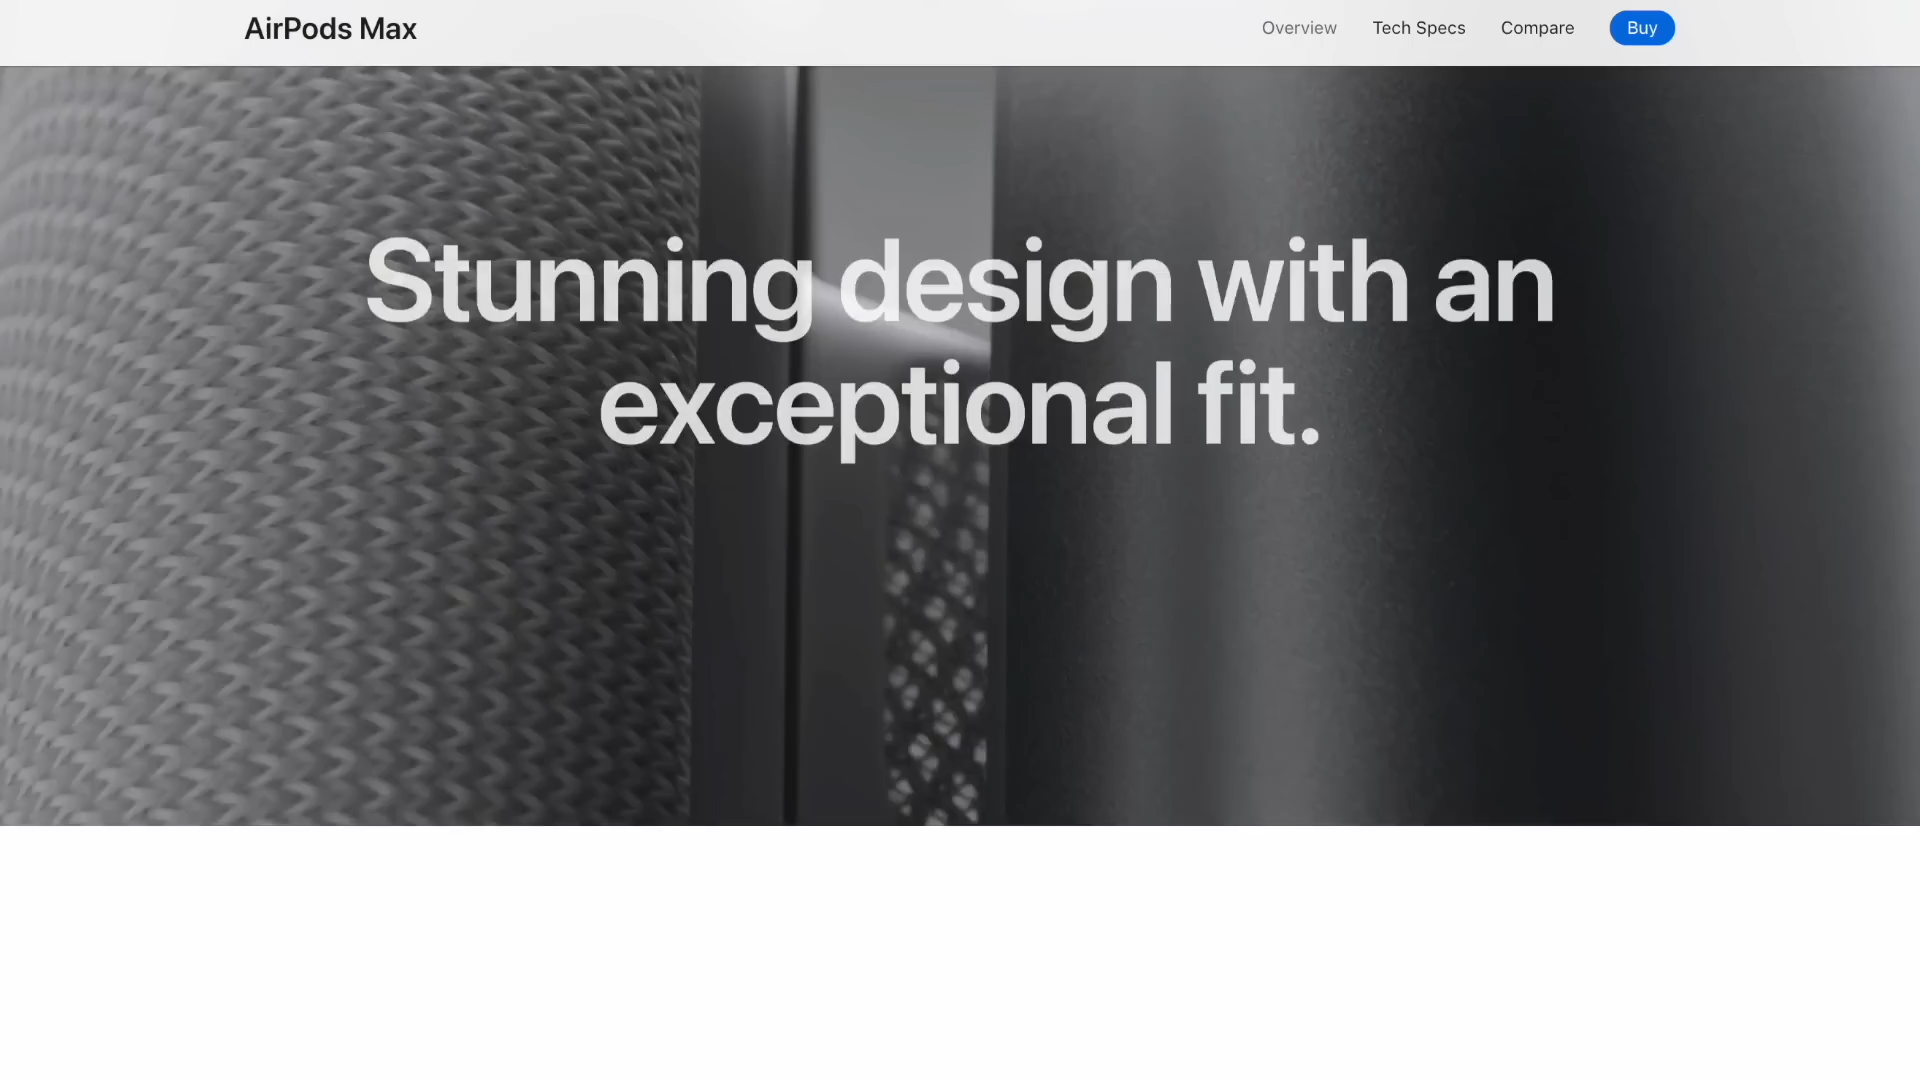 AirPods Max
Overview Tech Specs Compare Buy
Stunning design with an
exceptional fit.